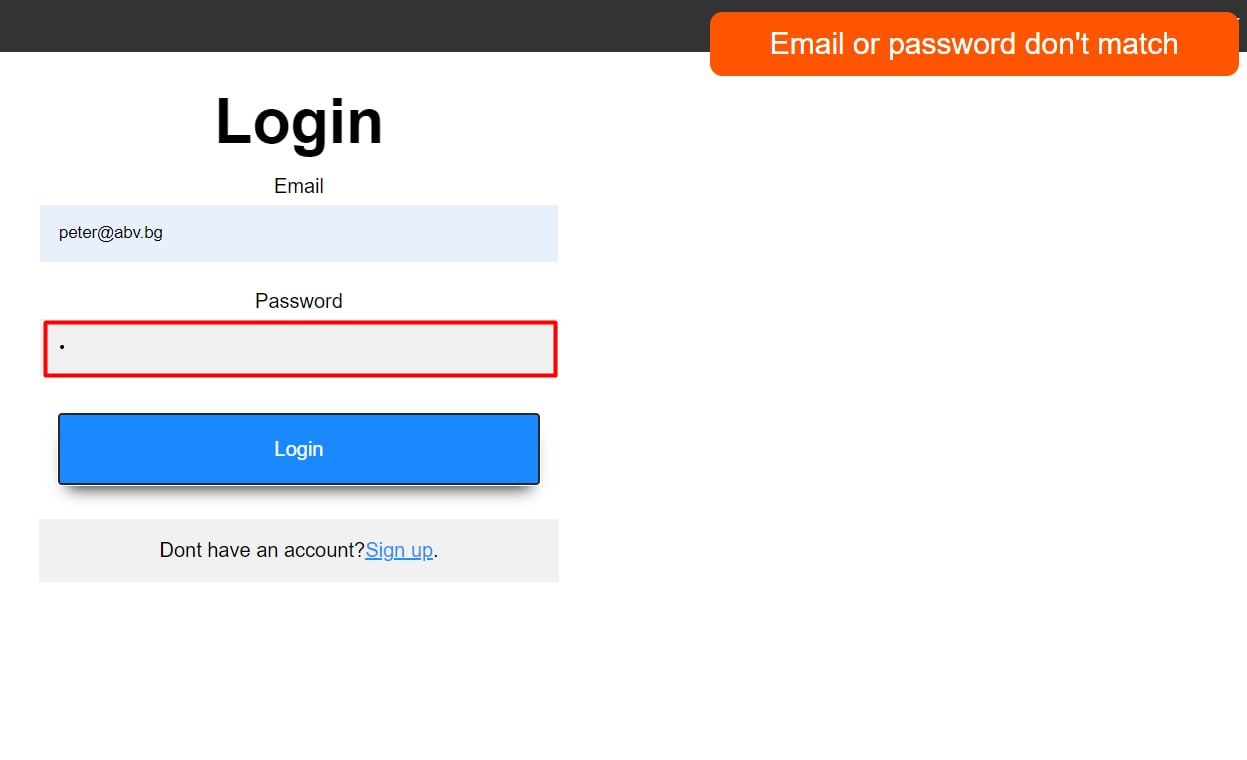 Email or password don't match
Login
Email
peter@abv.bg
Password
•
Login
Dont have an account?Sign up.